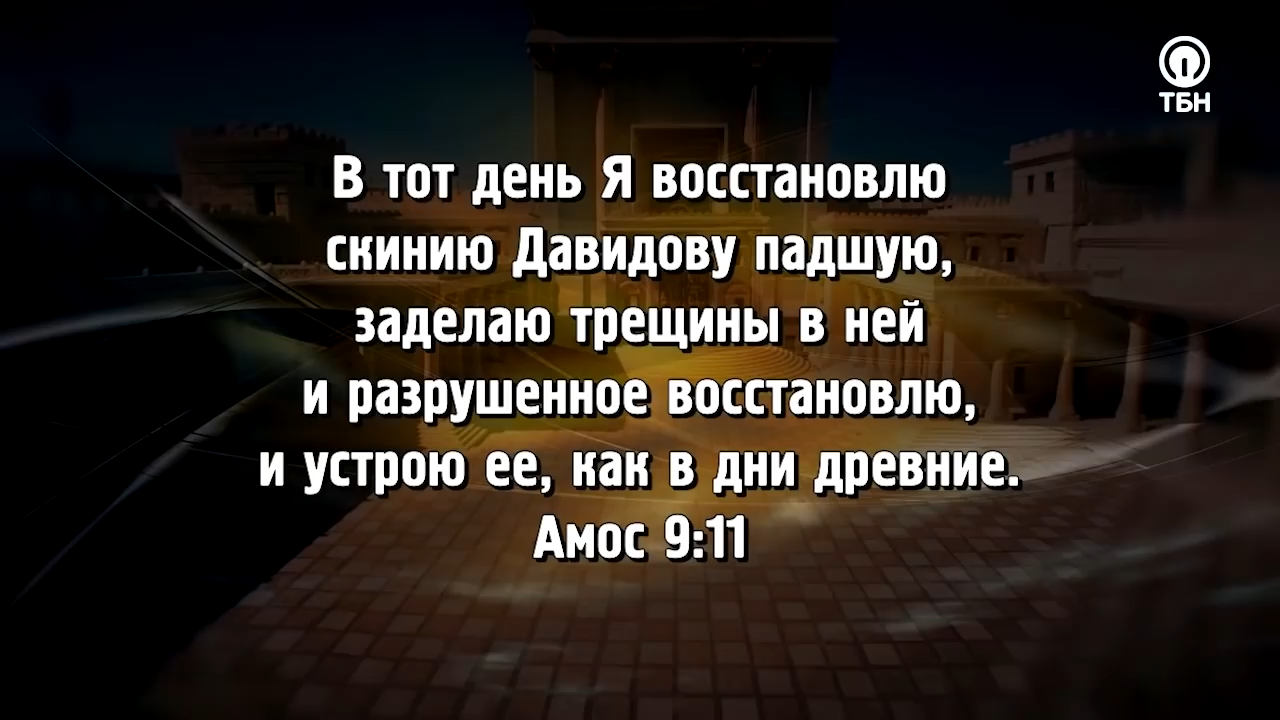 ТБН
В тот день Я восстановлю
скинию Давидову падшую,
заделаю трещины в ней
и разрушенное восстановлю,
и устрою ее, как в дни древние.
Амос 9:11